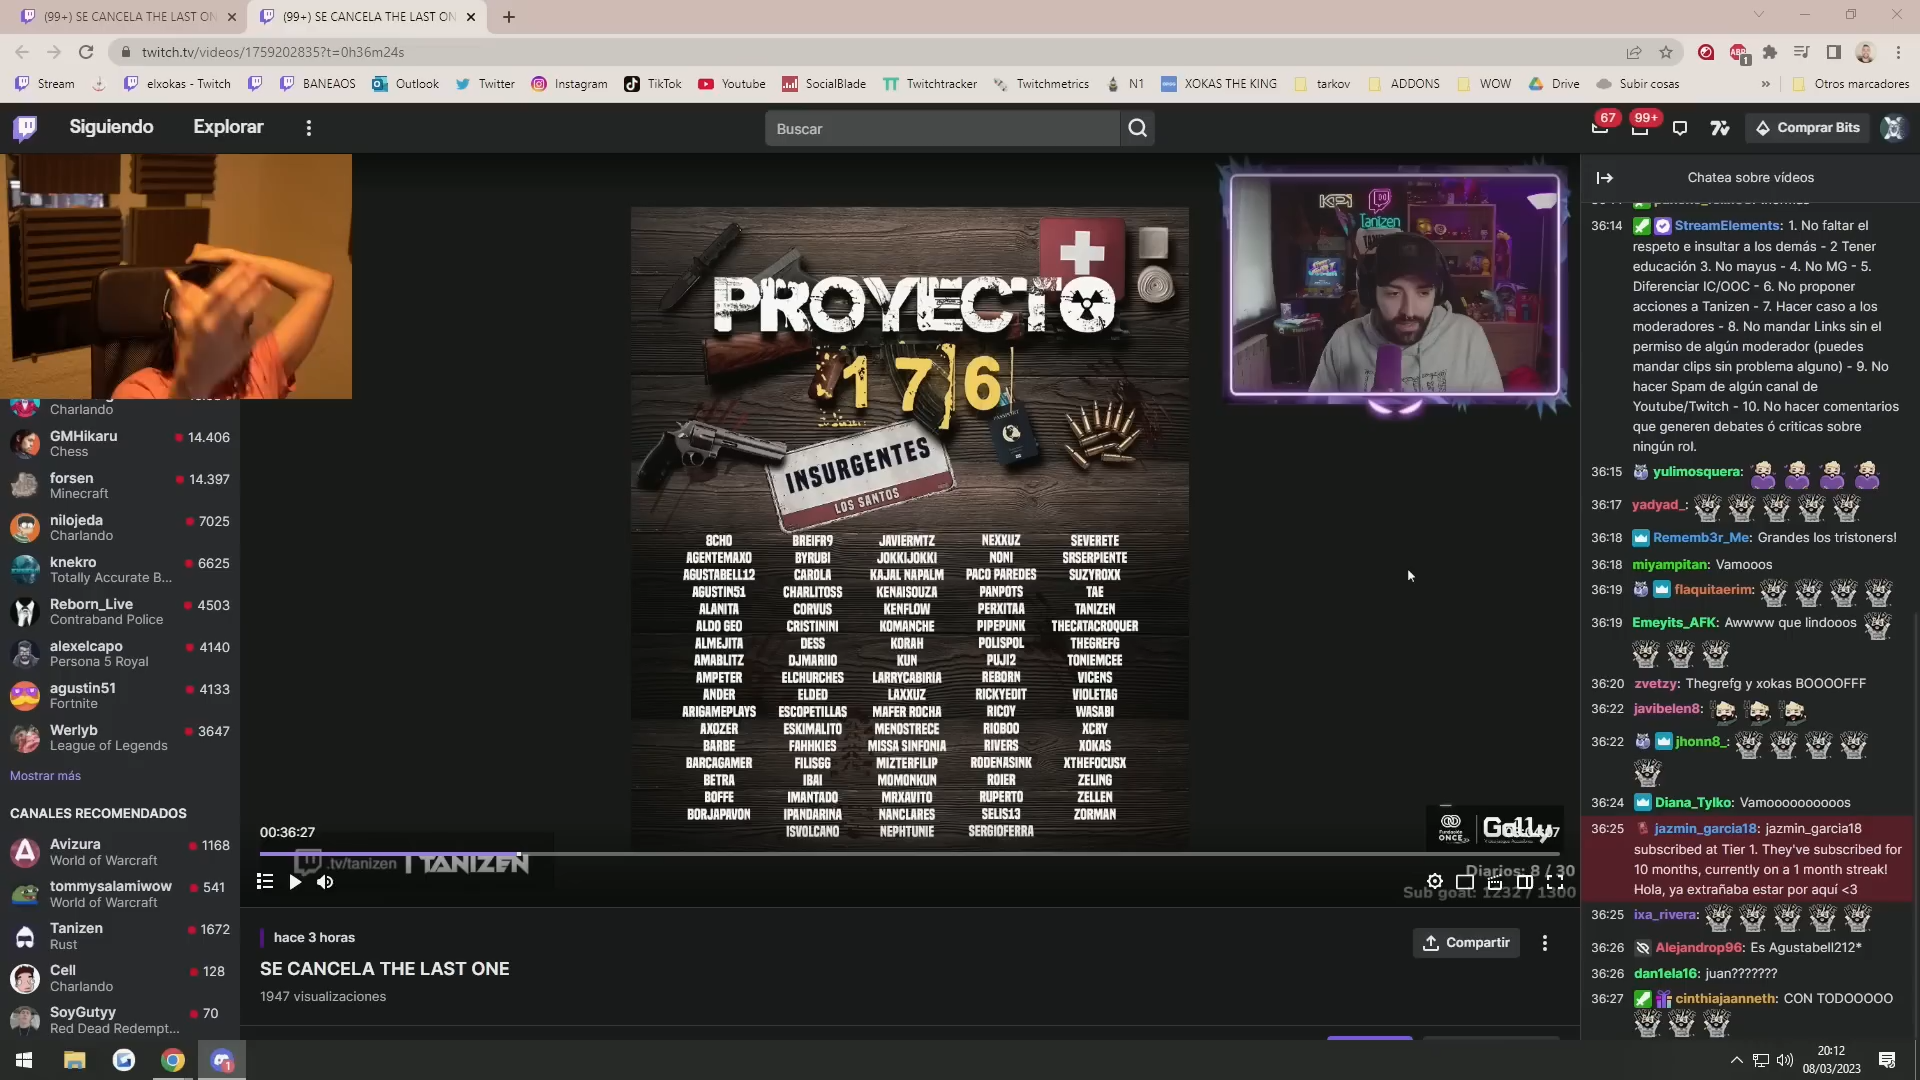 (99+) SE CANCELA THE LAST ON
(99+) SE CANCELA THE LAST ON
twitch.tv/videos/1759202835?t=0h36m24s
Stream
elxokas - Twitch
BANEAOS
Outlook
Twitter
Instagram
TikTok
Youtube
SocialBlade
Twitchtracker
Twitchmetrics
N1
XOKAS THE KING
tarkov
ADDONS
WOW
Drive
Subir cosas
Otros marcadores
Siguiendo
Explorar
Buscar
67
99+
Comprar Bits
Charlando
GMHikaru
14.406
Chess
forsen
14.397
Minecraft
nilojeda
7025
Charlando
knekro
6625
Totally Accurate B...
Reborn_Live
4503
Contraband Police
alexelcapo
4140
Persona 5 Royal
agustin51
4133
Fortnite
Werlyb
3647
League of Legends
Mostrar más
CANALES RECOMENDADOS
Avizura
1168
World of Warcraft
tommysalamiwow
541
World of Warcraft
Tanizen
1672
Rust
Cell
128
Charlando
SoyGutyy
70
Red Dead Redempt...
KPi
Tanizen
PROYECTO
1 7 6
PASSPORT
INSURGENTES
LOS SANTOS
8CHO BREIFR9 JAVIERMTZ NEXXUZ SEVERETE
AGENTEMAXO BYRUBI JOKKIJOKKI NONI SRSERPIENTE
AGUSTABELL12 CAROLA KAJAL NAPALM PACO PAREDES SUZYROXX
AGUSTIN51 CHARLITOSS KENAISOUZA PANPOTS TAE
ALANITA CORVUS KENFLOW PERXITAA TANIZEN
ALDO GEO CRISTININI KOMANCHE PIPEPUNK THECATACROQUER
ALMEJITA DESS KORAH POLISPOL THEGREFG
AMABLITZ DJMARIIO KUN PUJI2 TONIEMCEE
AMPETER ELCHURCHES LARRYCABIRIA REBORN VICENS
ANDER ELDED LAXXUZ RICKYEDIT VIOLETAG
ARIGAMEPLAYS ESCOPETILLAS MAFER ROCHA RICOY WASABI
AXOZER ESKIMALITO MENOSTRECE RIOBOO XCRY
BARBE FAHHKIES MISSA SINFONIA RIVERS XOKAS
BARCAGAMER FILISGG MIZTERFILIP RODENASINK XTHEFOCUSX
BETRA IBAI MOMONKUN ROIER ZELING
BOFFE IMANTADO MRXAVITO RUPERTO ZELLEN
BORJAPAVON IPANDARINA NANCLARES SELIS13 ZORMAN
ISVOLCANO NEPHTUNIE SERGIOFERRA
00:36:27
.tv/tanizen TANIZEN
Fundación
ONCE
Diarios: 8 / 30
Sub goal: 1232 / 1300
hace 3 horas
SE CANCELA THE LAST ONE
1947 visualizaciones
Compartir
Chatea sobre vídeos
36:14 StreamElements: 1. No faltar el
respeto e insultar a los demás - 2 Tener
educación 3. No mayus - 4. No MG - 5.
Diferenciar IC/OOC - 6. No proponer
acciones a Tanizen - 7. Hacer caso a los
moderadores - 8. No mandar Links sin el
permiso de algún moderador (puedes
mandar clips sin problema alguno) - 9. No
hacer Spam de algún canal de
Youtube/Twitch - 10. No hacer comentarios
que generen debates ó criticas sobre
ningún rol.
36:15 yulimosquera:
36:17 yadyad_:
36:18 Rememb3r_Me: Grandes los tristoners!
36:18 miyampitan: Vamooos
36:19 flaquitaerim:
36:19 Emeyits_AFK: Awwww que lindooos
36:20 zvetzy: Thegrefg y xokas BOOOOFFF
36:22 javibelen8:
36:22 jhonn8_:
36:24 Diana_Tylko: Vamoooooooooos
36:25 jazmin_garcia18: jazmin_garcia18
subscribed at Tier 1. They've subscribed for
10 months, currently on a 1 month streak!
Hola, ya extrañaba estar por aquí <3
36:25 ixa_rivera:
36:26 Alejandrop96: Es Agustabell212*
36:26 dan1ela16: juan???????
36:27 cinthiajaanneth: CON TODOOOOO
20:12
08/03/2023